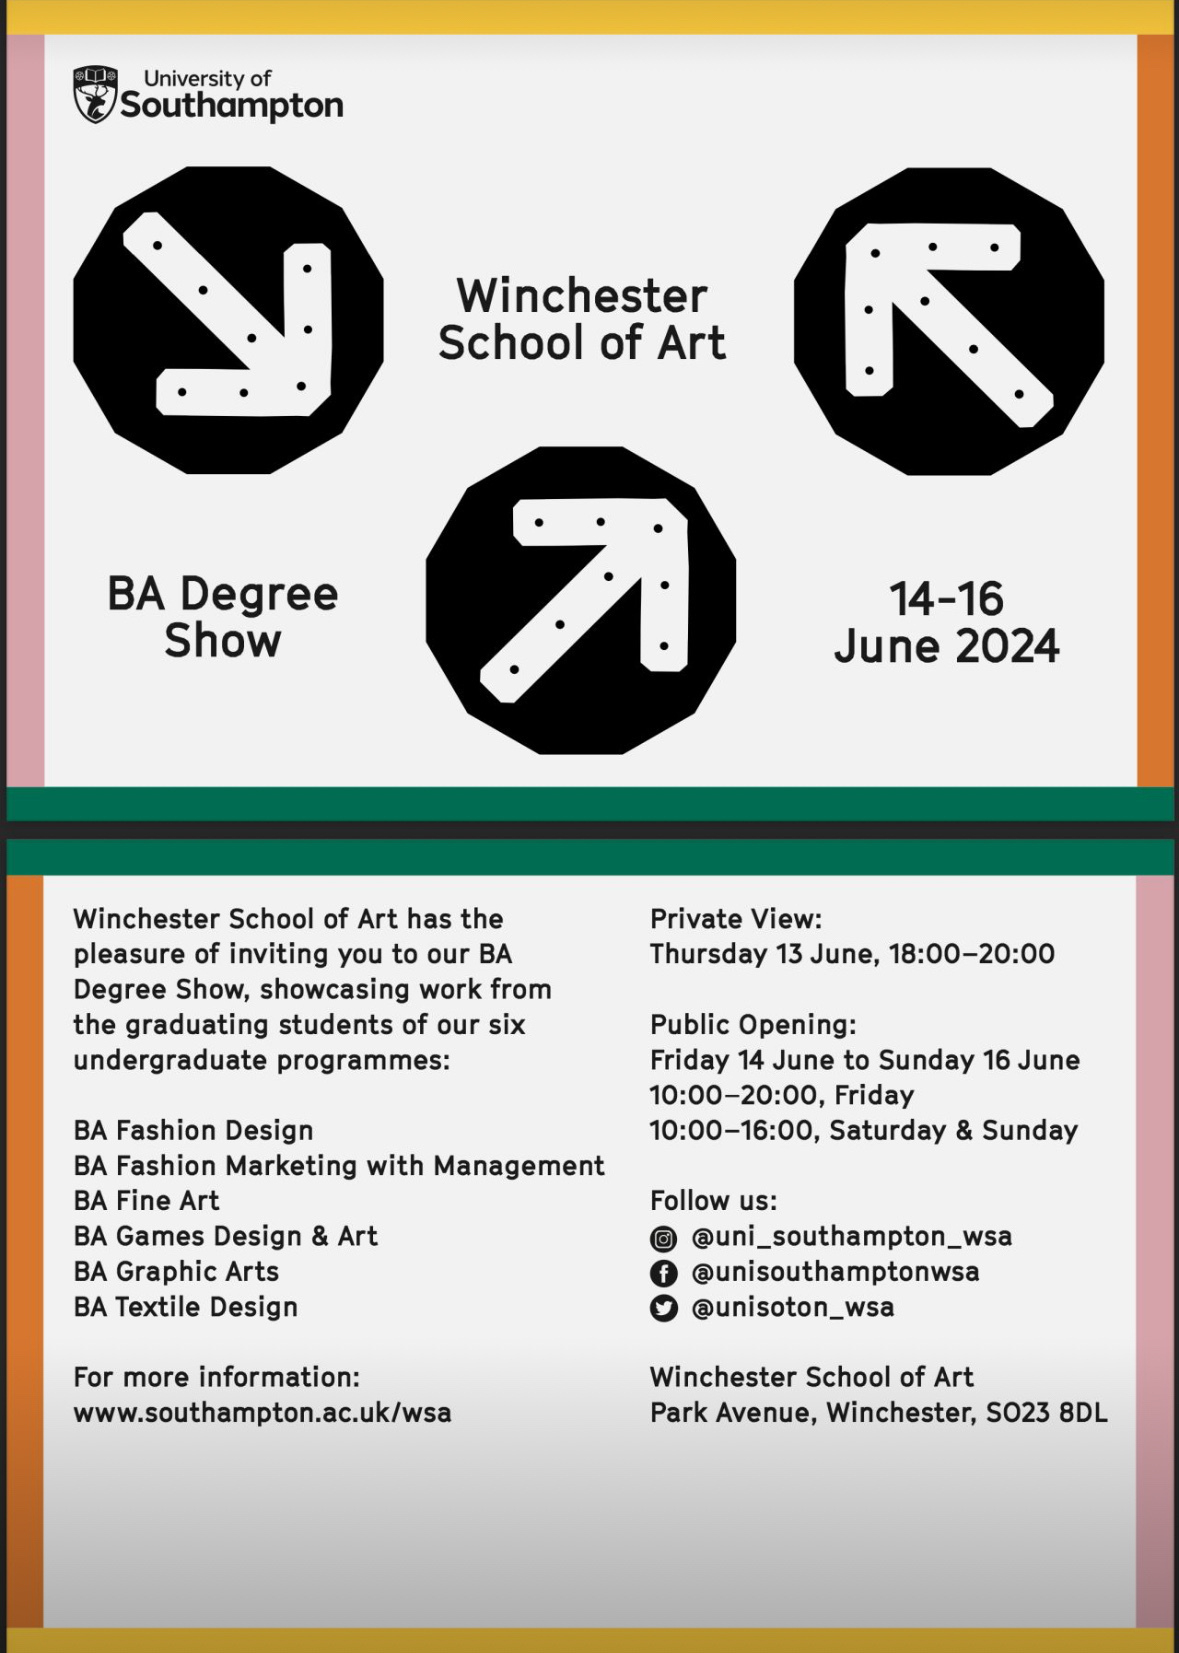 University of
Southampton
Winchester
School of Art
BA Degree
Show
14-16
June 2024
Winchester School of Art has the
pleasure of inviting you to our BA
Degree Show, showcasing work from
the graduating students of our six
undergraduate programmes:
BA Fashion Design
BA Fashion Marketing with Management
BA Fine Art
BA Games Design & Art
BA Graphic Arts
BA Textile Design
For more information:
www.southampton.ac.uk/wsa
Private View:
Thursday 13 June, 18:00–20:00
Public Opening:
Friday 14 June to Sunday 16 June
10:00–20:00, Friday
10:00–16:00, Saturday & Sunday
Follow us:
@uni_southampton_wsa
@unisouthamptonwsa
@unisoton_wsa
Winchester School of Art
Park Avenue, Winchester, SO23 8DL